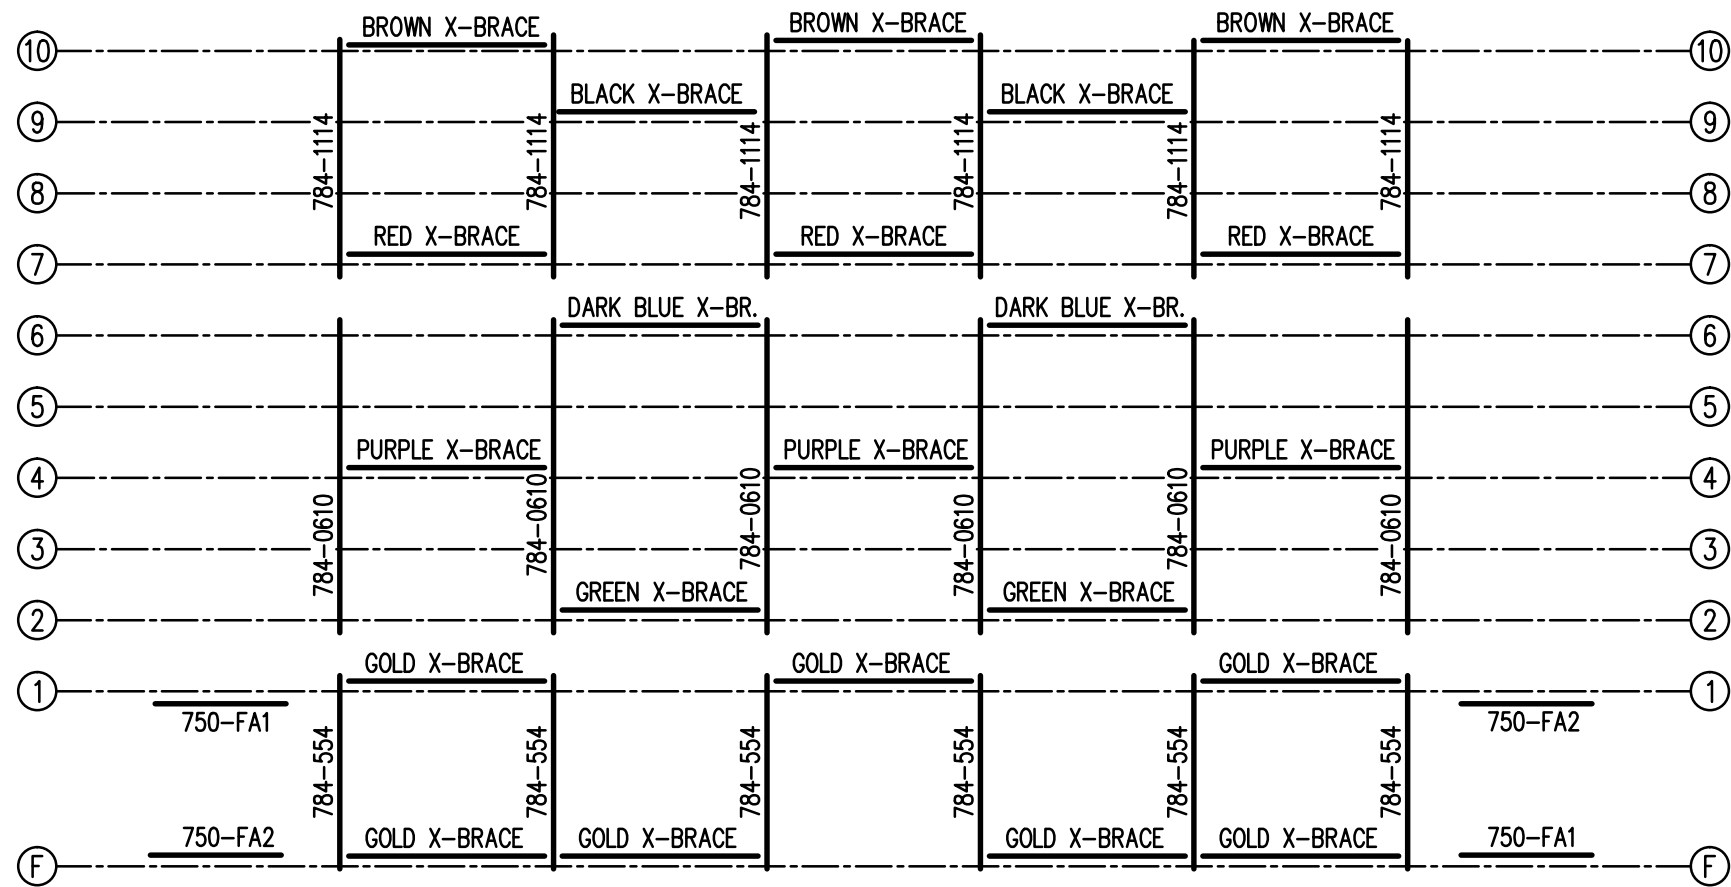 BROWN X-BRACE BROWN X-BRACE BROWN X-BRACE
10 10
BLACK X-BRACE BLACK X-BRACE
9 9
784-1114 784-1114 784-1114 784-1114 784-1114 784-1114
8 8
RED X-BRACE RED X-BRACE RED X-BRACE
7 7
DARK BLUE X-BR. DARK BLUE X-BR.
6 6
5 5
PURPLE X-BRACE PURPLE X-BRACE PURPLE X-BRACE
4 4
784-0610 784-0610 784-0610 784-0610 784-0610 784-0610
3 3
GREEN X-BRACE GREEN X-BRACE
2 2
GOLD X-BRACE GOLD X-BRACE GOLD X-BRACE
1 1
750-FA1 750-FA2
784-554 784-554 784-554 784-554 784-554 784-554
750-FA2 GOLD X-BRACE GOLD X-BRACE GOLD X-BRACE GOLD X-BRACE 750-FA1
F F